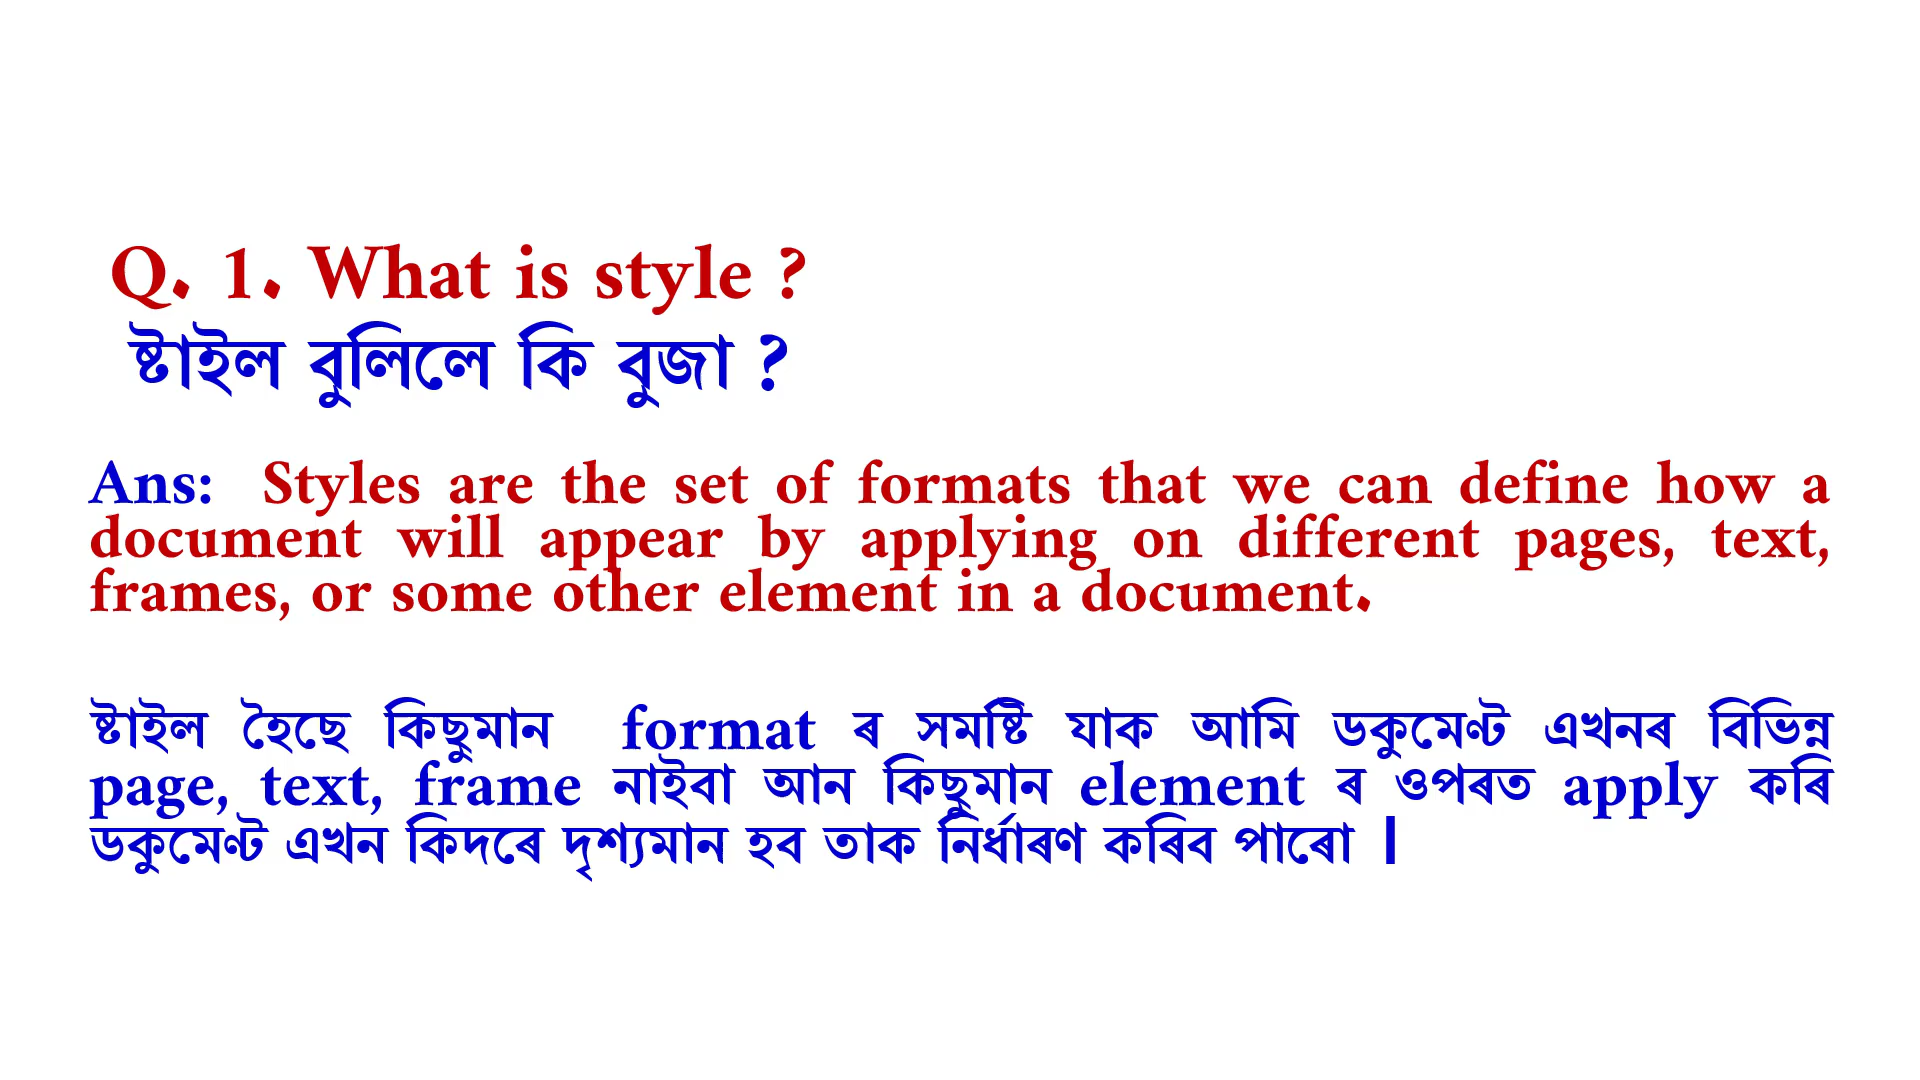 Q. 1. What is style ?
ষ্টাইল বুলিলে কি বুজা ?
Ans: Styles are the set of formats that we can define how a
document will appear by applying on different pages, text,
frames, or some other element in a document.
ষ্টাইল হৈছে কিছুমান format ৰ সমষ্টি যাক আমি ডকুমেণ্ট এখনৰ বিভিন্ন
page, text, frame নাইবা আন কিছুমান element ৰ ওপৰত apply কৰি
ডকুমেণ্ট এখন কিদৰে দৃশ্যমান হব তাক নিৰ্ধাৰণ কৰিব পাৰো ।